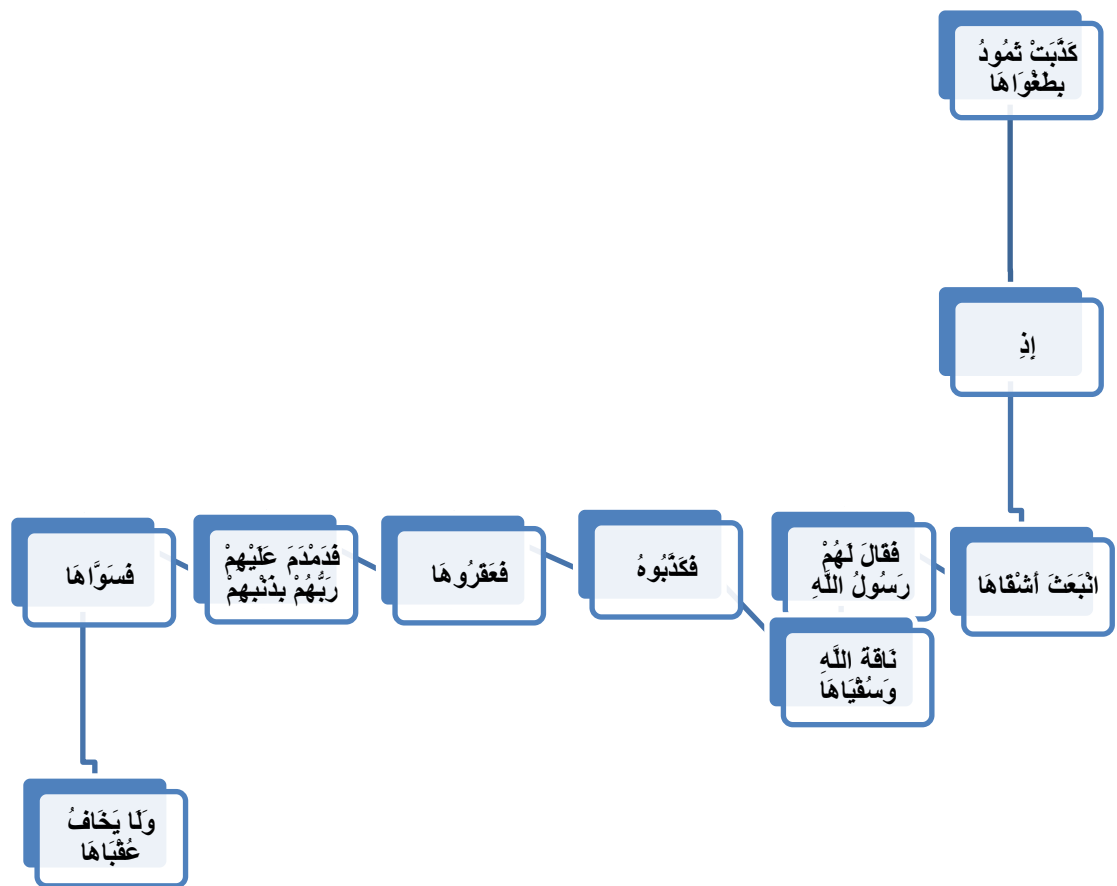 كَذَّبَتْ ثَمُودُ
بِطَغْوَاهَا
إِذِ
انْبَعَثَ أَشْقَاهَا
فَقَالَ لَهُمْ
رَسُولُ اللَّهِ
نَاقَةَ اللَّهِ
وَسُقْيَاهَا
فَكَذَّبُوهُ
فَعَقَرُوهَا
فَدَمْدَمَ عَلَيْهِمْ
رَبُّهُمْ بِذَنْبِهِمْ
فَسَوَّاهَا
وَلَا يَخَافُ
عُقْبَاهَا